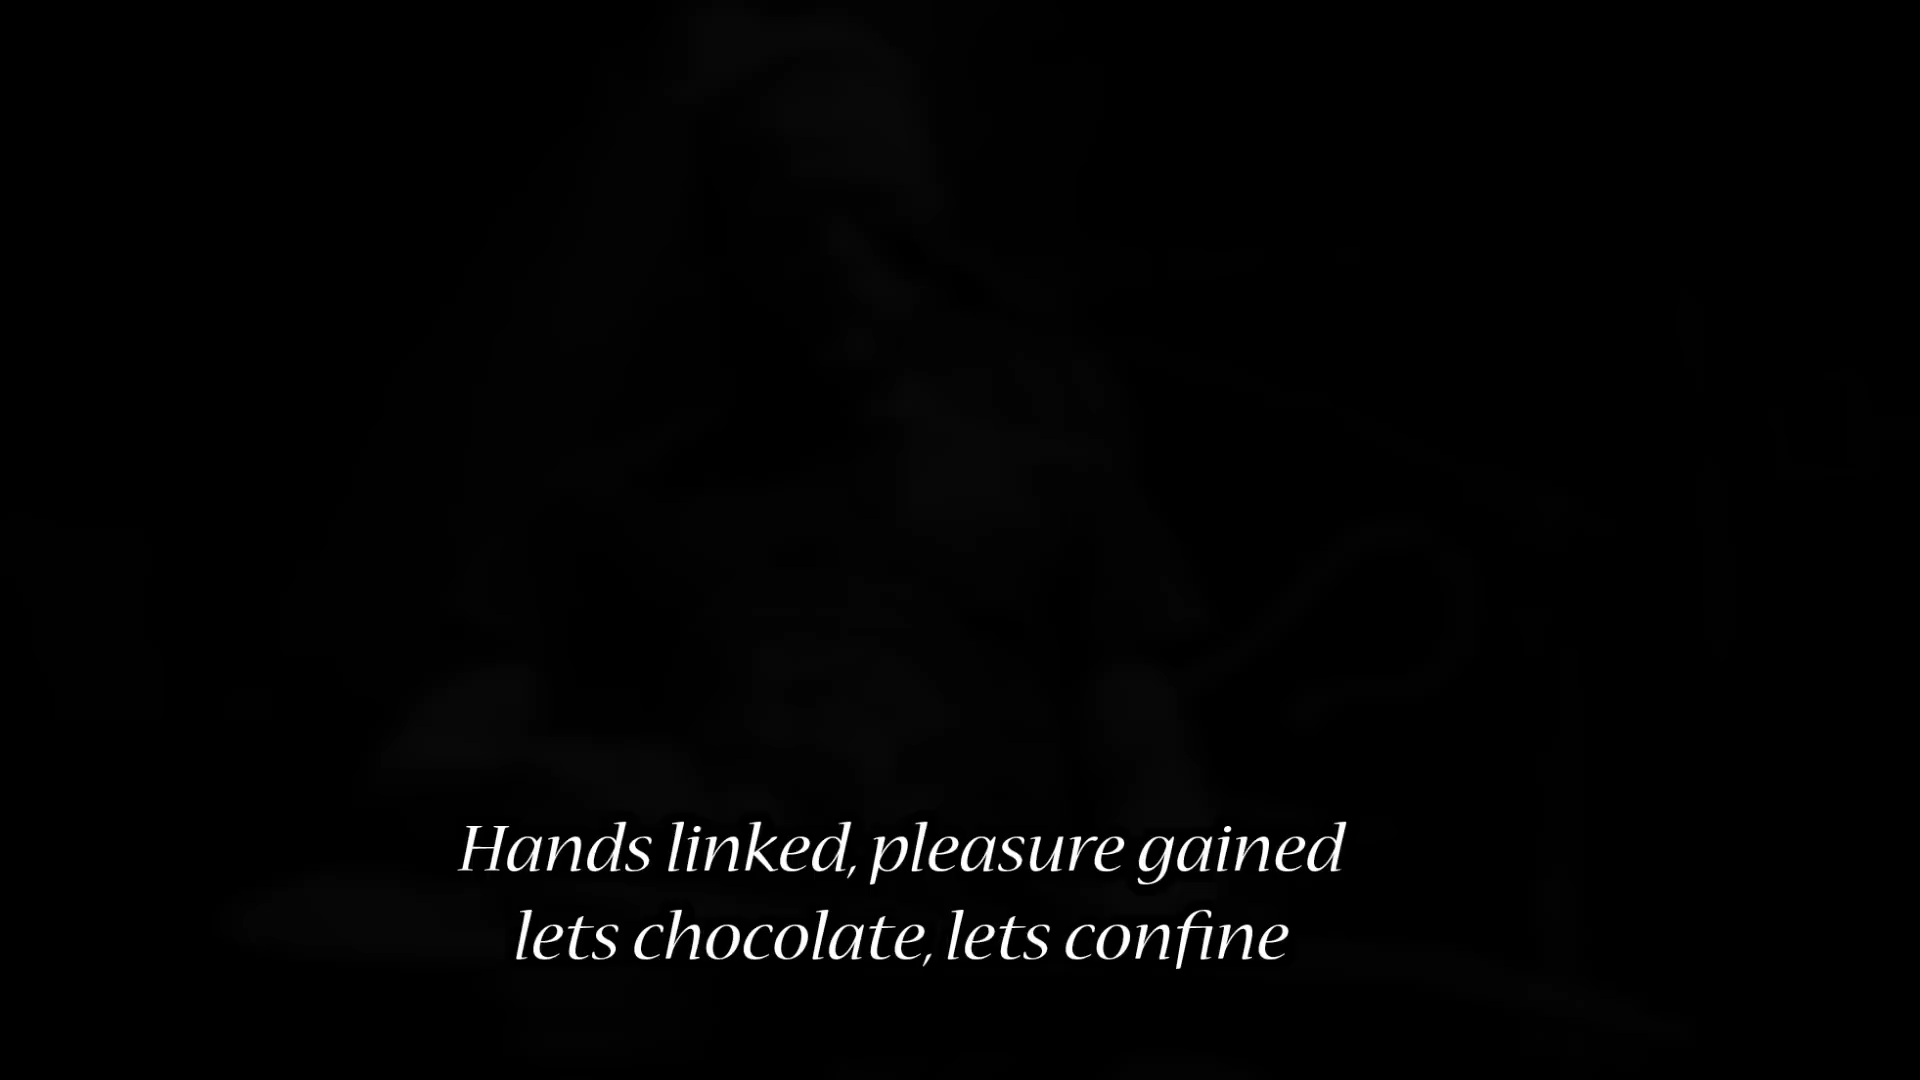 Hands linked, pleasure gained
lets chocolate, lets confine